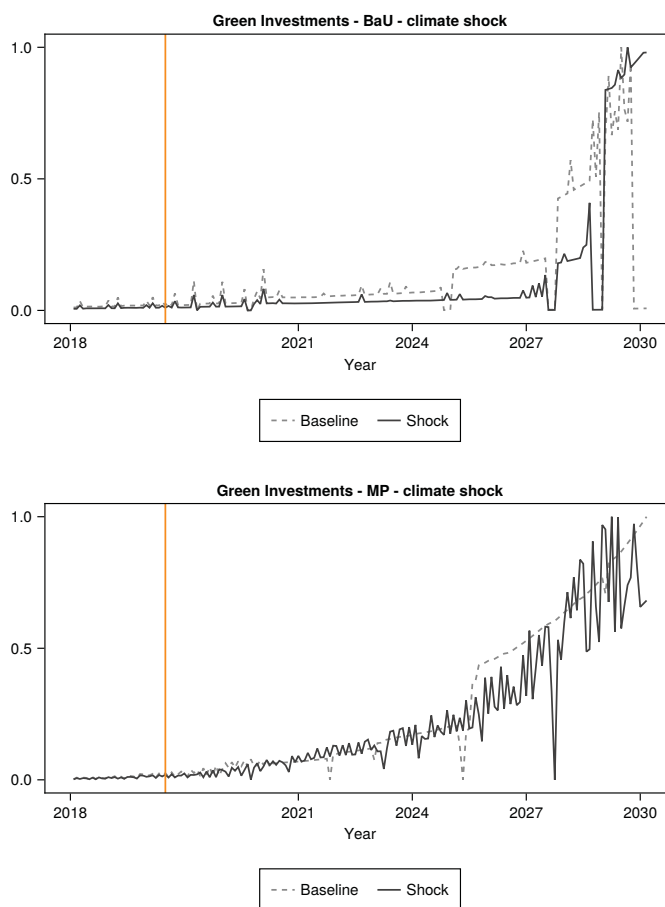 Green Investments - BaU - climate shock
1.0
0.5
0.0
2018 2021 2024 2027 2030
Year
Baseline Shock
Green Investments - MP - climate shock
1.0
0.5
0.0
2018 2021 2024 2027 2030
Year
Baseline Shock